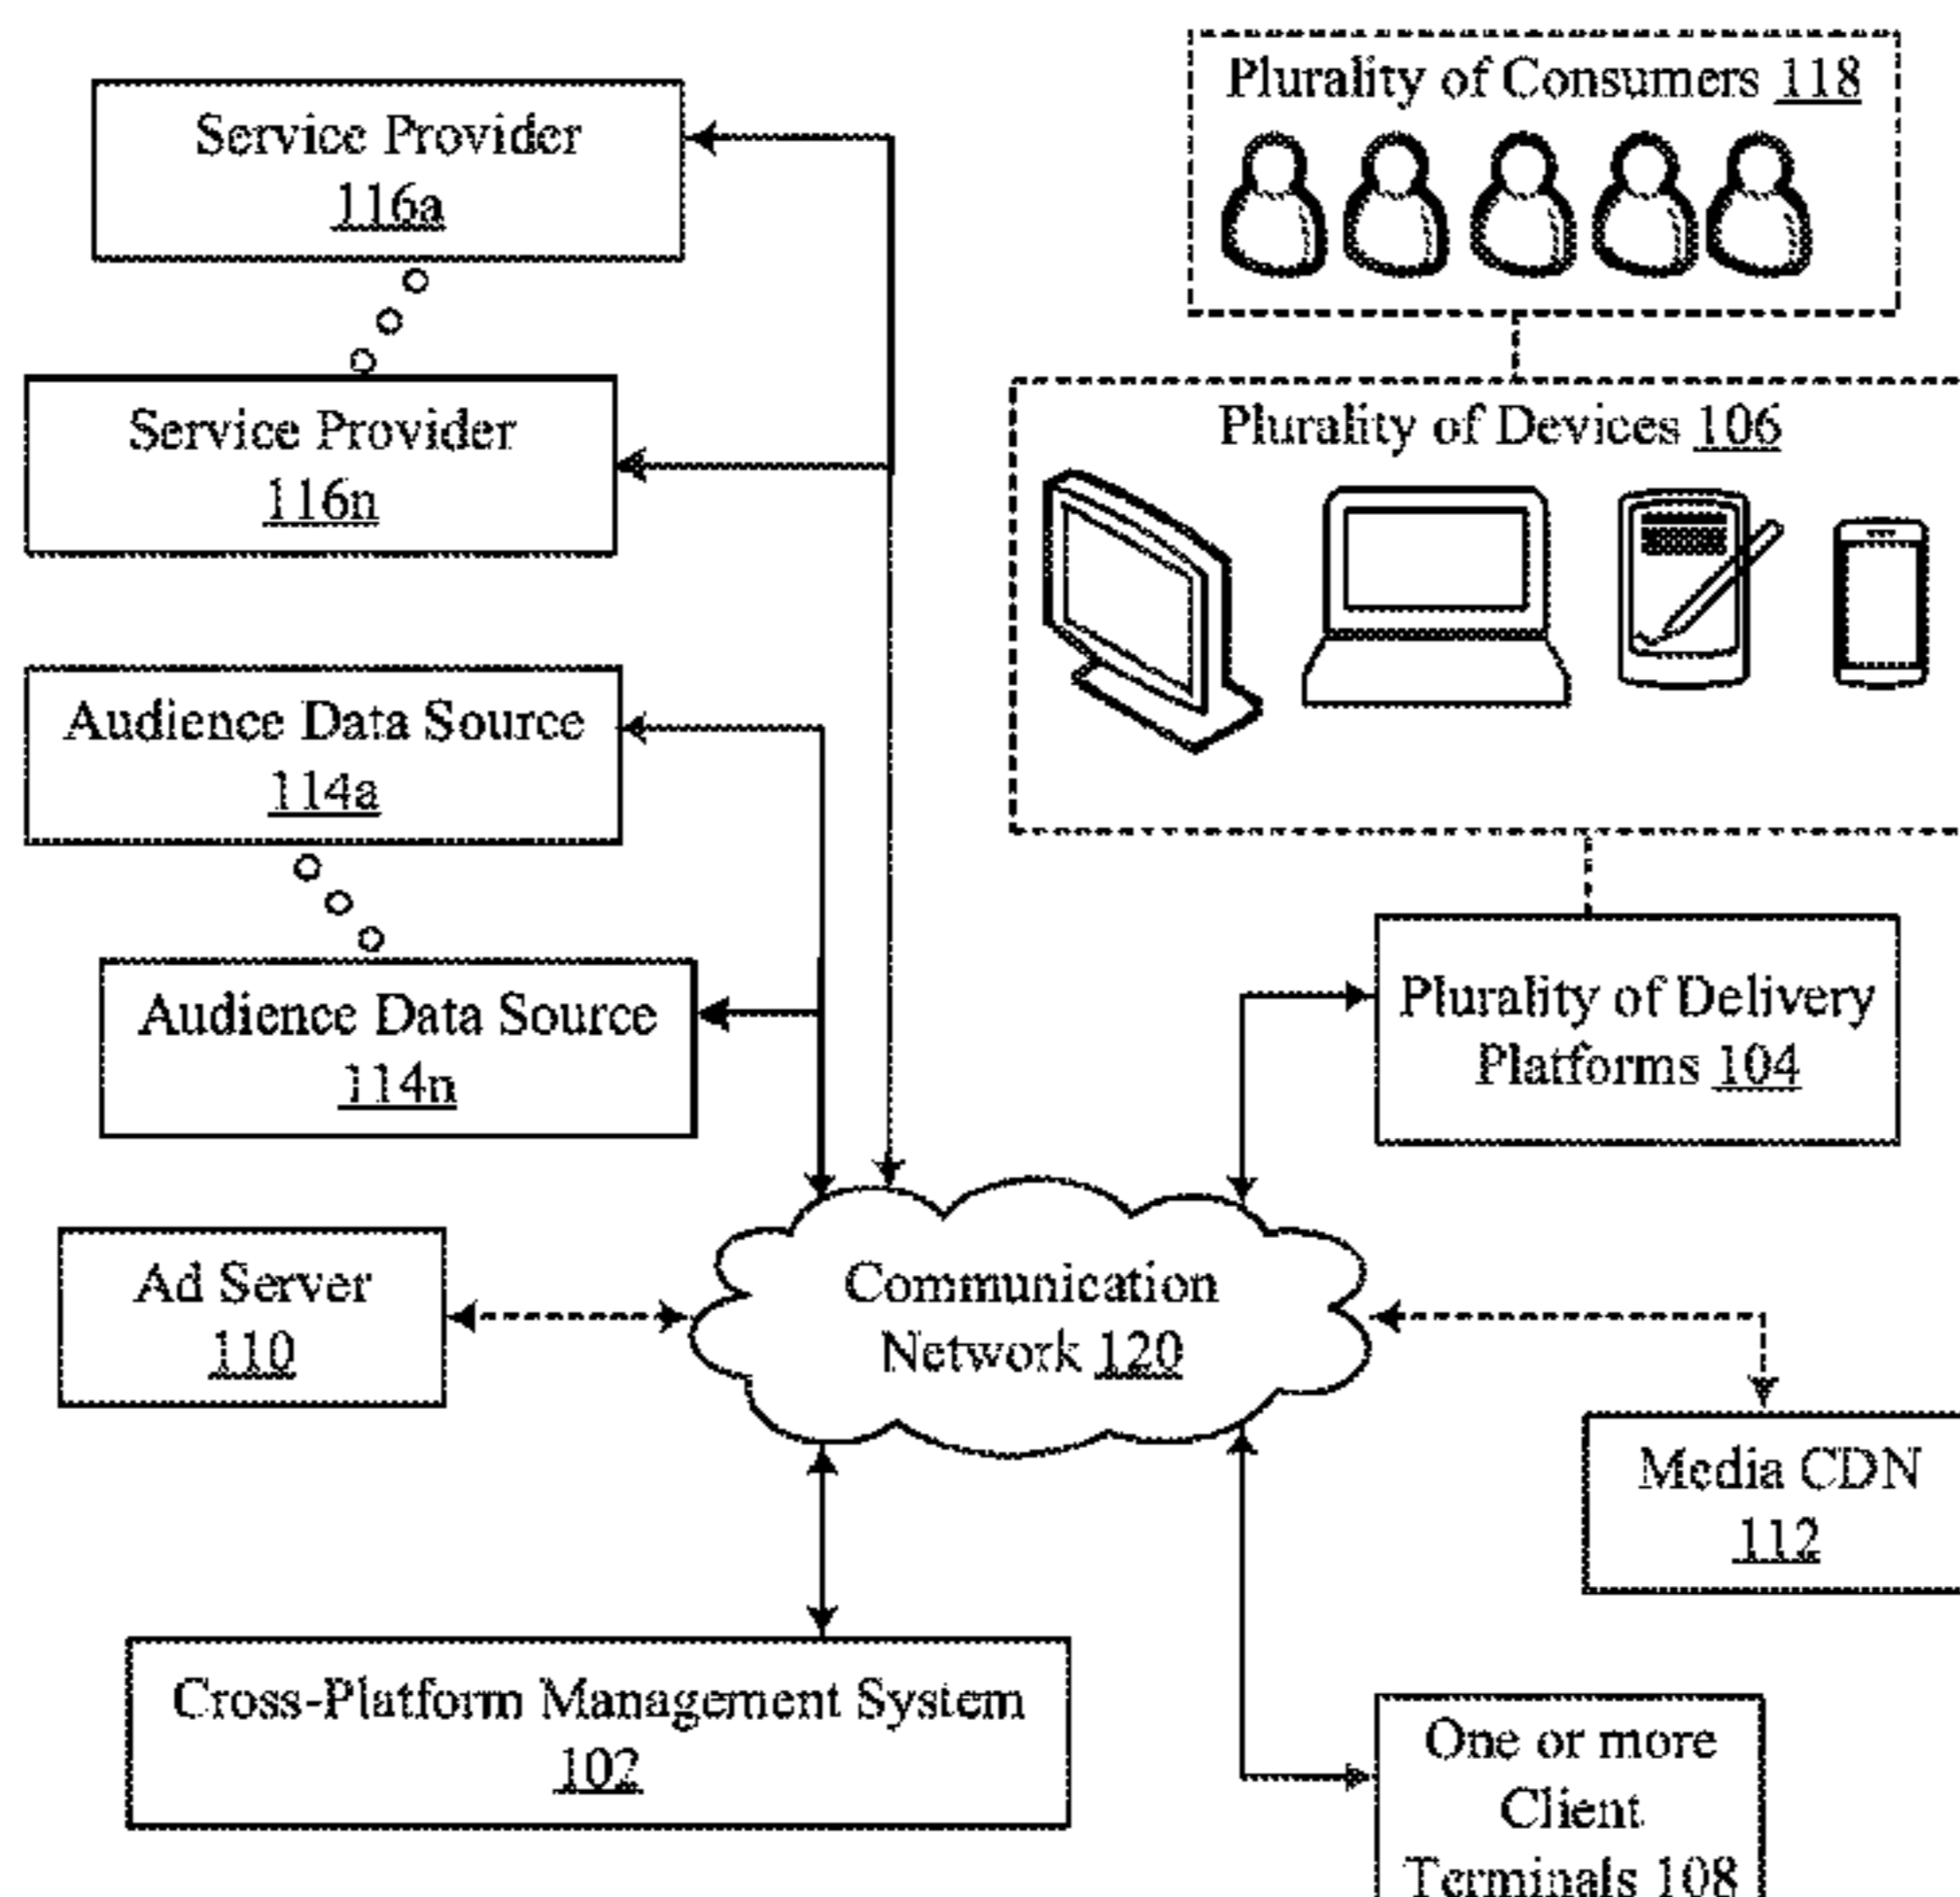 Plurality of Consumers 118
Service Provider
116a
Service Provider
116n
Plurality of Devices 106
Audience Data Source
114a
Audience Data Source
114n
Plurality of Delivery
Platforms 104
Ad Server
110
Communication
Network 120
Media CDN
112
Cross-Platform Management System
102
One or more
Client
Terminals 108